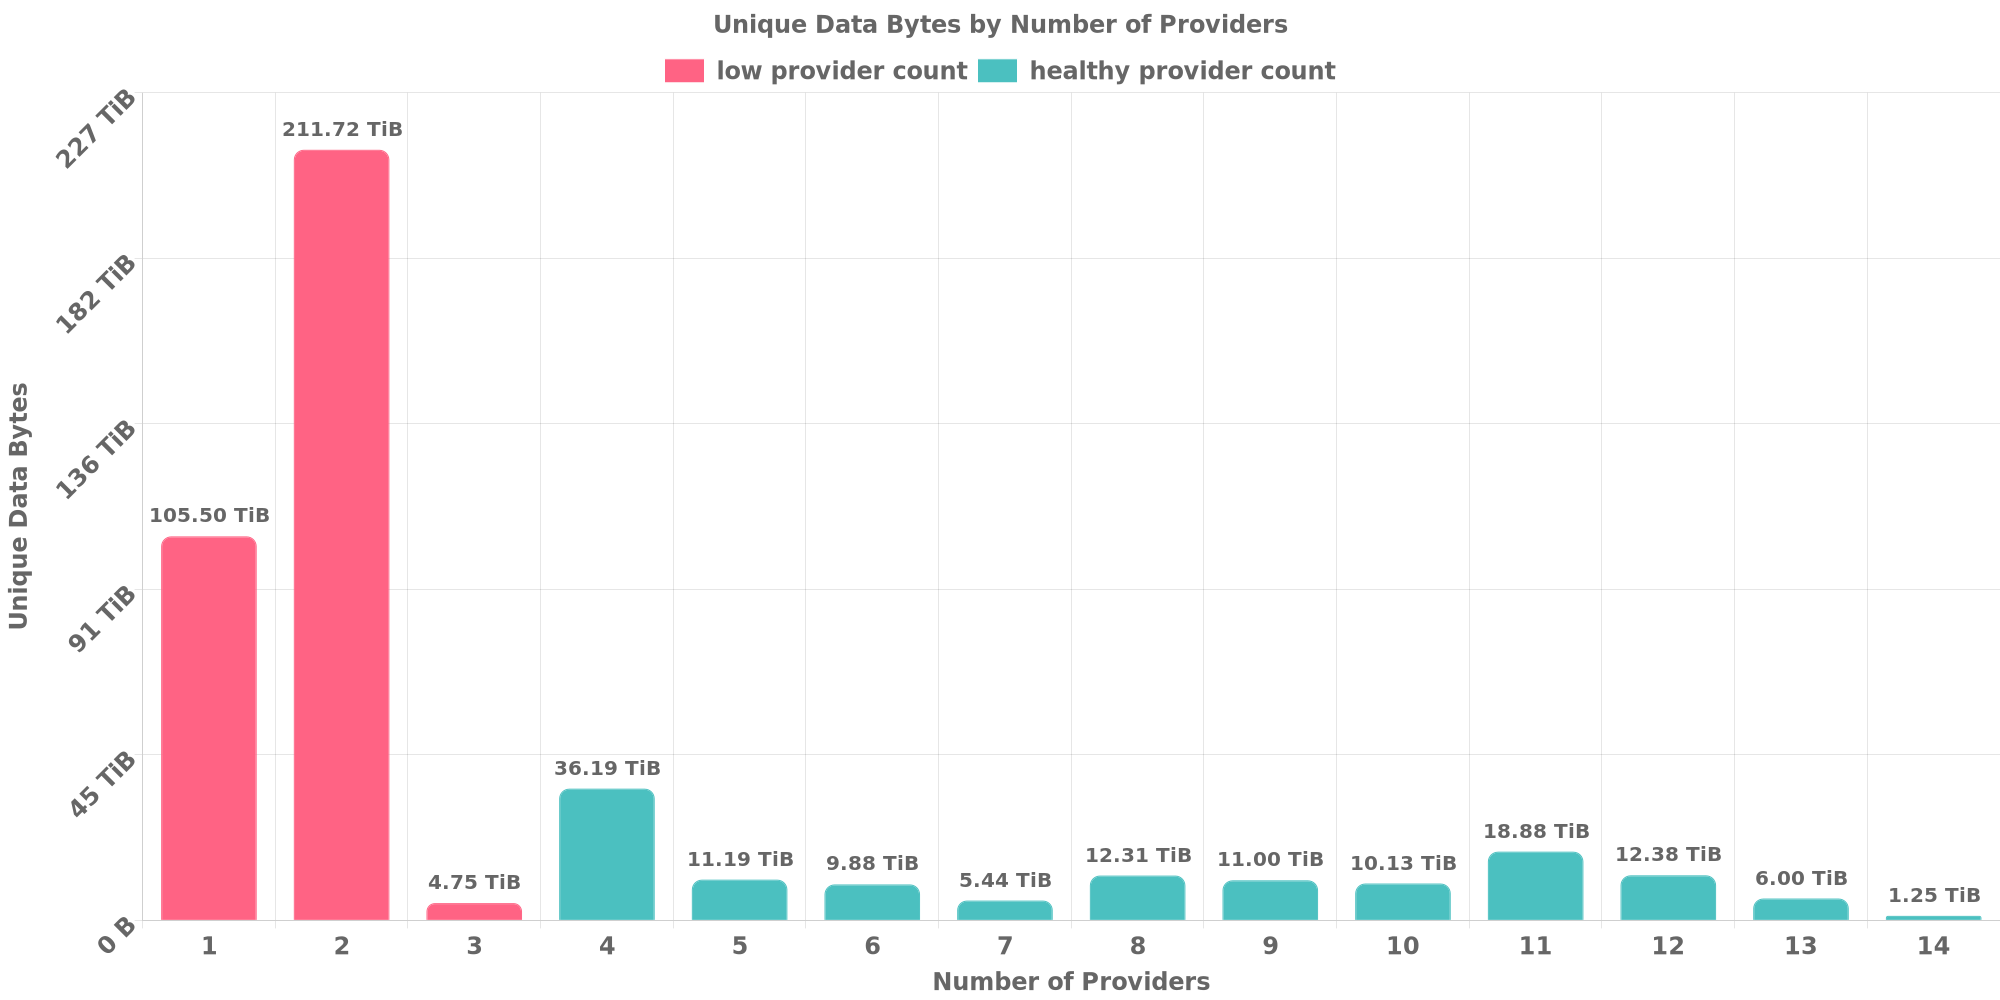 Unique Data Bytes by Number of Providers
low provider count healthy provider count
Unique Data Bytes
227 TiB
182 TiB
136 TiB
91 TiB
45 TiB
0 B
105.50 TiB
211.72 TiB
4.75 TiB
36.19 TiB
11.19 TiB
9.88 TiB
5.44 TiB
12.31 TiB
11.00 TiB
10.13 TiB
18.88 TiB
12.38 TiB
6.00 TiB
1.25 TiB
1 2 3 4 5 6 7 8 9 10 11 12 13 14
Number of Providers